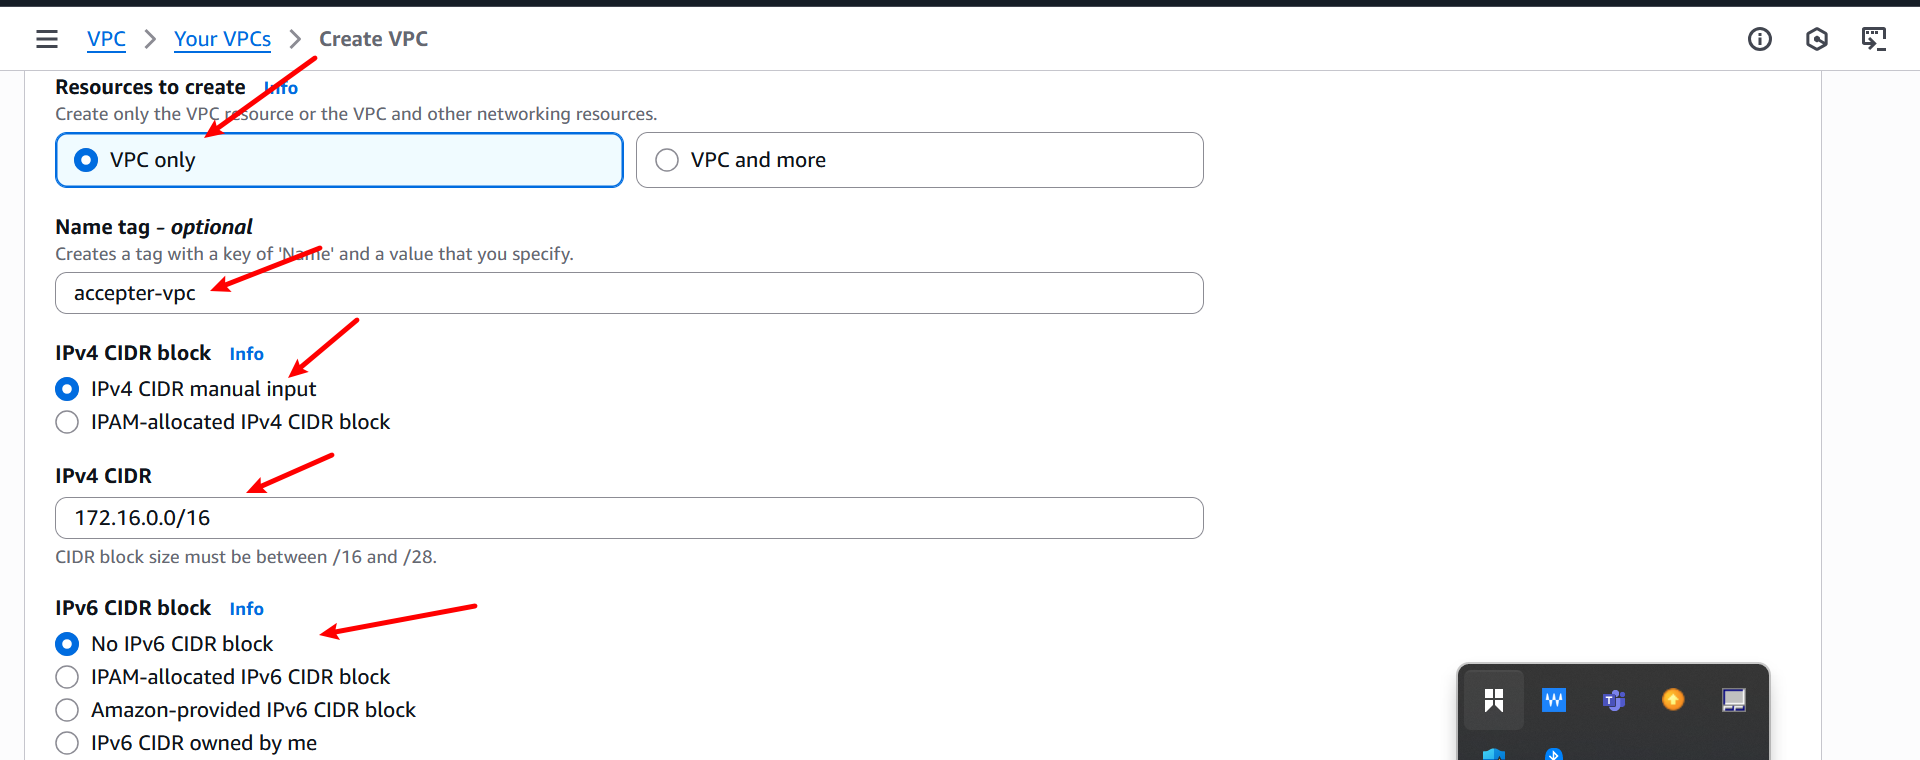 VPC > Your VPCs > Create VPC
Resources to create Info
Create only the VPC resource or the VPC and other networking resources.
VPC only
VPC and more
Name tag - optional
Creates a tag with a key of 'Name' and a value that you specify.
accepter-vpc
IPv4 CIDR block Info
IPv4 CIDR manual input
IPAM-allocated IPv4 CIDR block
IPv4 CIDR
172.16.0.0/16
CIDR block size must be between /16 and /28.
IPv6 CIDR block Info
No IPv6 CIDR block
IPAM-allocated IPv6 CIDR block
Amazon-provided IPv6 CIDR block
IPv6 CIDR owned by me